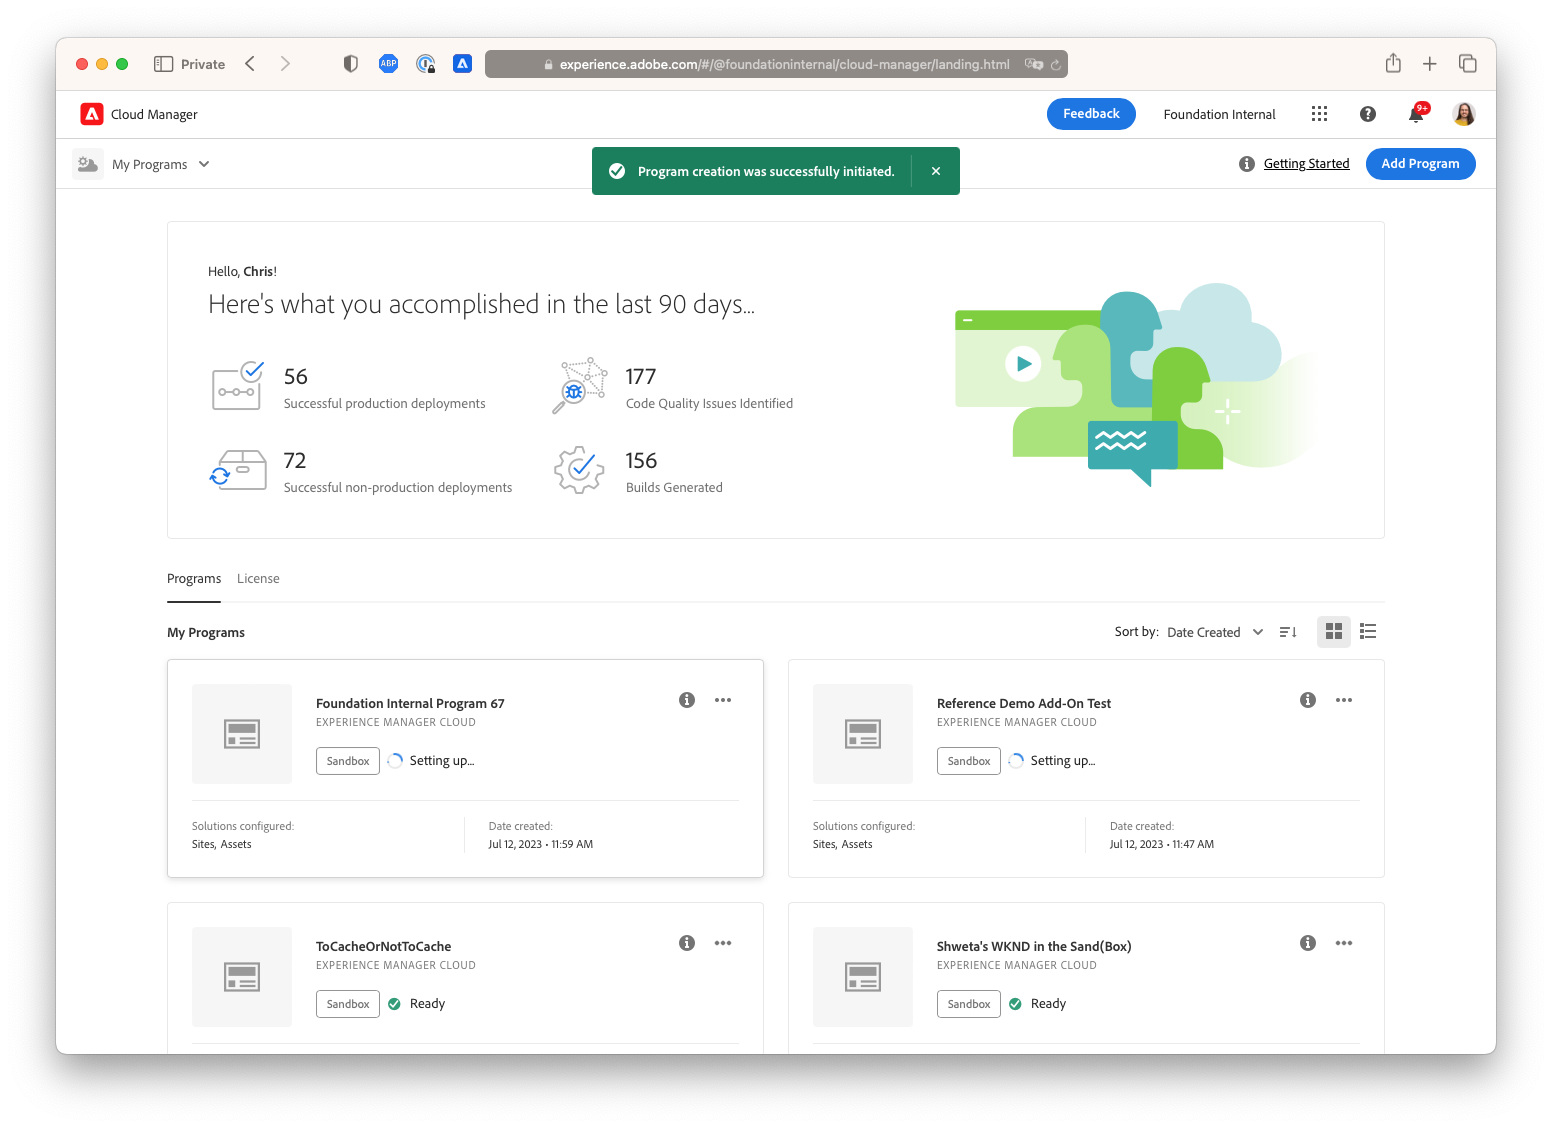 Private
ABP
experience.adobe.com/#/@foundationinternal/cloud-manager/landing.html
Cloud Manager
Feedback
Foundation Internal
9+
My Programs
Program creation was successfully initiated.
Getting Started
Add Program
Hello, Chris!
Here's what you accomplished in the last 90 days...
56
Successful production deployments
177
Code Quality Issues Identified
72
Successful non-production deployments
156
Builds Generated
Programs
License
My Programs
Sort by: Date Created
Foundation Internal Program 67
EXPERIENCE MANAGER CLOUD
Sandbox
Setting up...
Solutions configured:
Sites, Assets
Date created:
Jul 12, 2023 • 11:59 AM
Reference Demo Add-On Test
EXPERIENCE MANAGER CLOUD
Sandbox
Setting up...
Solutions configured:
Sites, Assets
Date created:
Jul 12, 2023 • 11:47 AM
ToCacheOrNotToCache
EXPERIENCE MANAGER CLOUD
Sandbox
Ready
Shweta's WKND in the Sand(Box)
EXPERIENCE MANAGER CLOUD
Sandbox
Ready